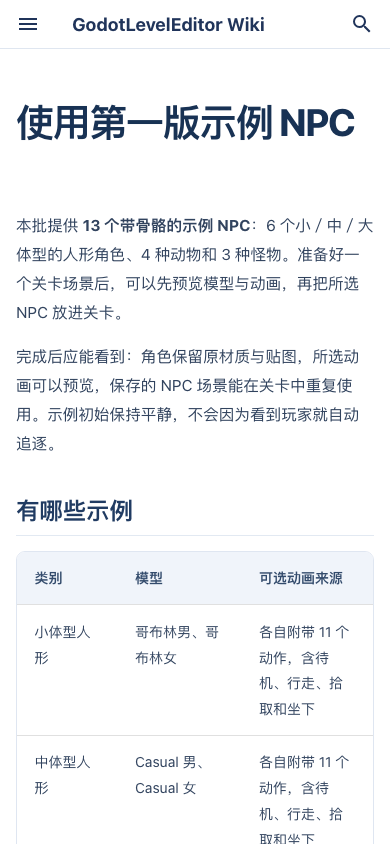 GodotLevelEditor Wiki
使用第一版示例 NPC
本批提供 13 个带骨骼的示例 NPC：6 个小 / 中 / 大
体型的人形角色、4 种动物和 3 种怪物。准备好一
个关卡场景后，可以先预览模型与动画，再把所选
NPC 放进关卡。
完成后应能看到：角色保留原材质与贴图，所选动
画可以预览，保存的 NPC 场景能在关卡中重复使
用。示例初始保持平静，不会因为看到玩家就自动
追逐。
有哪些示例
类别 模型 可选动画来源
小体型人 哥布林男、哥 各自附带 11 个
形 布林女 动作，含待
机、行走、拾
取和坐下
中体型人 Casual 男、 各自附带 11 个
形 Casual 女 动作，含待
机、行走、拾
取和坐下